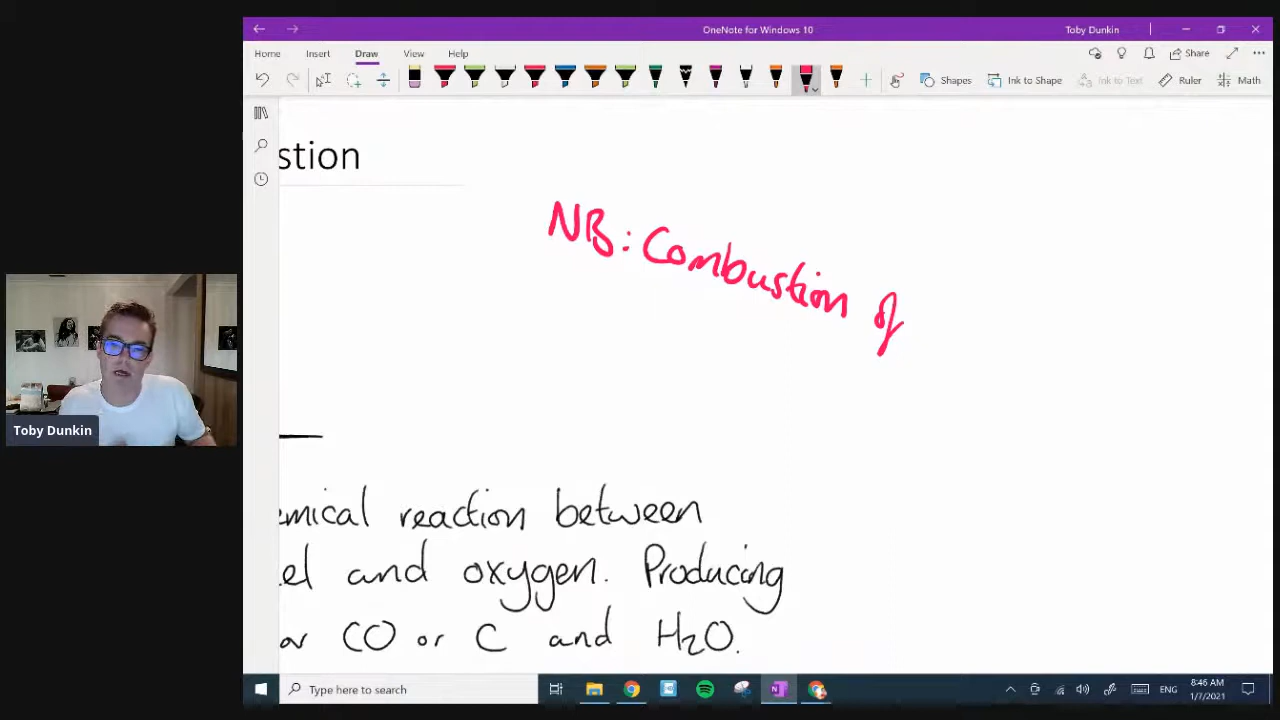 OneNote for Windows 10
Toby Dunkin
Home Insert Draw View Help
Share
Shapes Ink to Shape Ink to Text Ruler Math
stion
NB: Combustion of
Toby Dunkin
emical reaction between
el and oxygen. Producing
or CO or C and H2O.
Type here to search
ENG
8:46 AM
1/7/2021